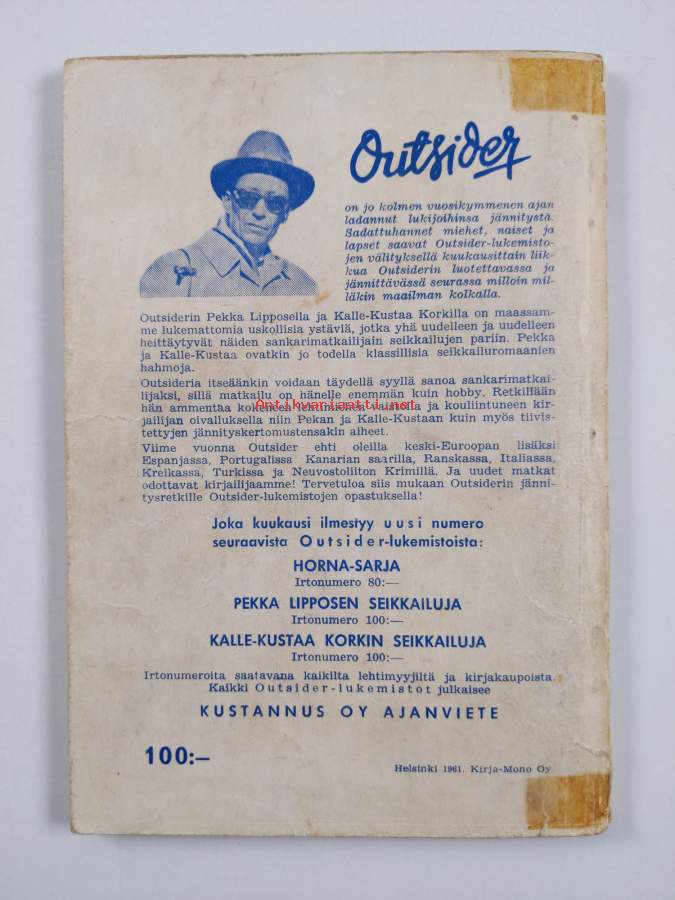 Outsider
on jo kolmen vuosikymmenen ajan
ladannut lukijoihinsa jännitystä.
Sadattuhannet miehet, naiset ja
lapset saavat Outsider-lukemisto-
jen välityksellä kuukausittain liik-
kua Outsiderin luotettavassa ja
jännittävässä seurassa milloin mil-
läkin maailman kolkalla.
Outsiderin Pekka Lipposella ja Kalle-Kustaa Korkilla on maassam-
me lukemattomia uskollisia ystäviä, jotka yhä uudelleen ja uudelleen
heittäytyvät näiden sankarimatkailijain seikkailujen pariin. Pekka
ja Kalle-Kustaa ovatkin jo todella klassillisia seikkailuromaanien
hahmoja.
Outsideria itseäänkin voidaan täydellä syyllä sanoa sankarimatkai-
lijaksi, sillä matkailu on hänelle enemmän kuin hobby. Retkillään
hän ammentaa kokeneen lehtimiehen vaistolla ja kouliintuneen kir-
Antikvariaatti.net
jailijan oivalluksella niin Pekan ja Kalle-Kustaan kuin myös tiivis-
tettyjen jännityskertomustensakin aiheet.
Viime vuonna Outsider ehti oleilla keski-Euroopan lisäksi
Espanjassa, Portugalissa Kanarian saarilla, Ranskassa, Italiassa,
Kreikassa, Turkissa ja Neuvostoliiton Krimillä. Ja uudet matkat
odottavat kirjailijaamme! Tervetuloa siis mukaan Outsiderin jänni-
tysretkille Outsider-lukemistojen opastuksella!
Joka kuukausi ilmestyy uusi numero
seuraavista Outsider-lukemistoista:
HORNA-SARJA
Irtonumero 80:—
PEKKA LIPPOSEN SEIKKAILUJA
Irtonumero 100:—
KALLE-KUSTAA KORKIN SEIKKAILUJA
Irtonumero 100:—
Irtonumeroita saatavana kaikilta lehtimyyjiltä ja kirjakaupoista
Kaikki Outsider-lukemistot julkaisee
KUSTANNUS OY AJANVIETE
100:—
Helsinki 1961. Kirja-Mono Oy